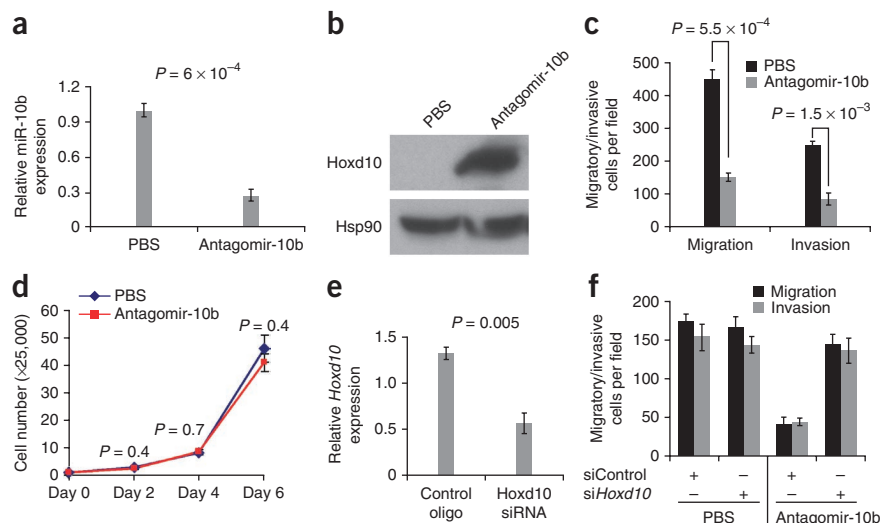 a
P = 6 × 10⁻⁴
Relative miR-10b
expression
1.2
0.9
0.6
0.3
0
PBS
Antagomir-10b
b
PBS
Antagomir-10b
Hoxd10
Hsp90
c
P = 5.5 × 10⁻⁴
PBS
Antagomir-10b
P = 1.5 × 10⁻³
Migratory/invasive
cells per field
500
400
300
200
100
0
Migration
Invasion
d
PBS
Antagomir-10b
Cell number (×25,000)
60
50
40
30
20
10
0
P = 0.4
P = 0.7
P = 0.4
Day 0
Day 2
Day 4
Day 6
e
P = 0.005
Relative Hoxd10
expression
1.5
1.0
0.5
0
Control
oligo
Hoxd10
siRNA
f
Migration
Invasion
Migratory/invasive
cells per field
200
150
100
50
0
siControl + – + –
siHoxd10 – + – +
PBS
Antagomir-10b